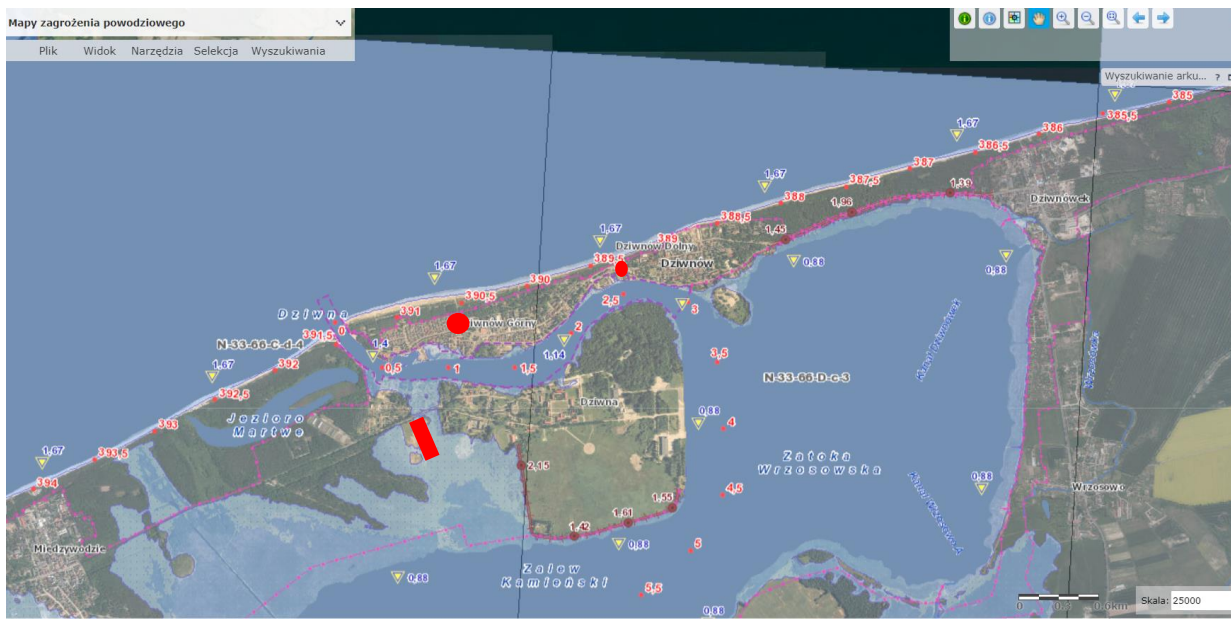 Mapy zagrożenia powodziowego
Plik Widok Narzędzia Selekcja Wyszukiwania
Wyszukiwanie arku... ?
385
385,5
1,67
386
386,5
387
1,67
387,5
388
1,39
1,96
Dziwnówek
388,5
1,45
389
1,67
Dziwnów Dolny
Dziwnów
389,5
0,88
0,88
1,67
390
2,5
3
390,5
391
Dziwna
0
iwnów Górny
2
391,5
N-33-66-C-d-4
1,4
1,14
3,5
392
0,5
1
1,5
N-33-66-D-c-3
1,67
392,5
Dziwna
0,88
4
Jezioro
Martwe
393
1,67
393,5
2,15
Zatoka
Wrzosowska
394
4,5
0,88
Wrzosowo
1,55
1,61
1,42
0,88
5
Międzywodzie
Zalew
Kamieński
0,88
5,5
0,88
0 0,3 0,6km
Skala: 25000